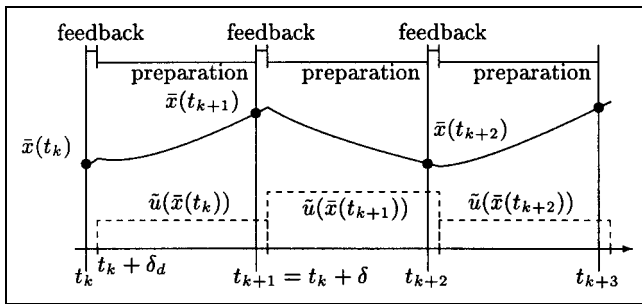 feedback feedback feedback
preparation preparation preparation
x̄(t_k) x̄(t_{k+1}) x̄(t_{k+2})
ũ(x̄(t_k)) ũ(x̄(t_{k+1})) ũ(x̄(t_{k+2}))
t_k t_k + δ_d t_{k+1} = t_k + δ t_{k+2} t_{k+3}